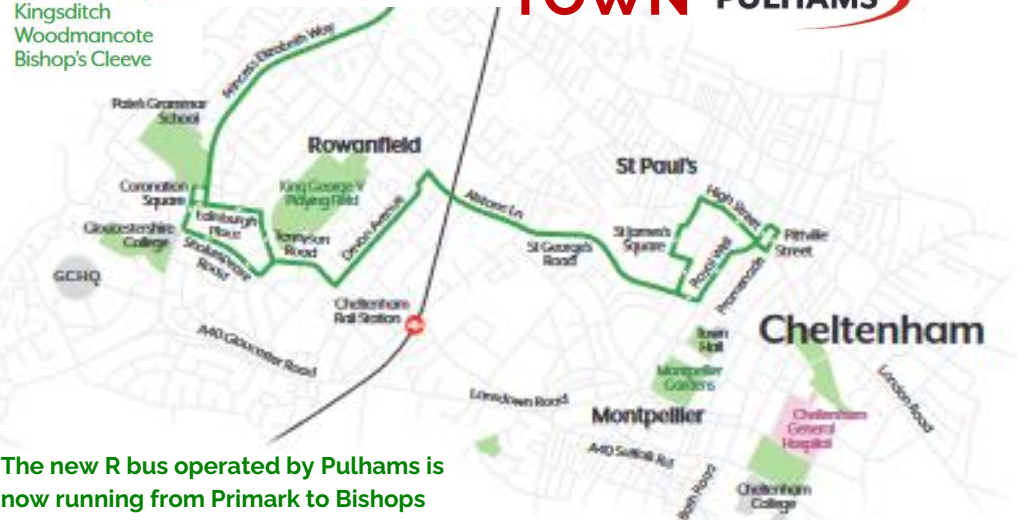 Kingsditch
Woodmancote
Bishop's Cleeve
TOWN
PULHAMS
Princess Elizabeth Way
Pate's Grammar
School
Rowanfield
St Paul's
Coronation
Square
King George V
Playing Field
Alstone Ln
High Street
Edinburgh
Place
Gloucestershire
College
Tennyson
Road
Devon Avenue
St George's
Road
St James's
Square
Pittville
Street
Shakespeare
Road
Royal Well
Promenade
GCHQ
Cheltenham
Rail Station
Cheltenham
A40 Gloucester Road
Town
Hall
Montpellier
Gardens
Lansdown Road
Montpellier
London Road
Cheltenham
General
Hospital
A40 Suffolk Rd
Bath Road
Cheltenham
College
The new R bus operated by Pulhams is
now running from Primark to Bishops